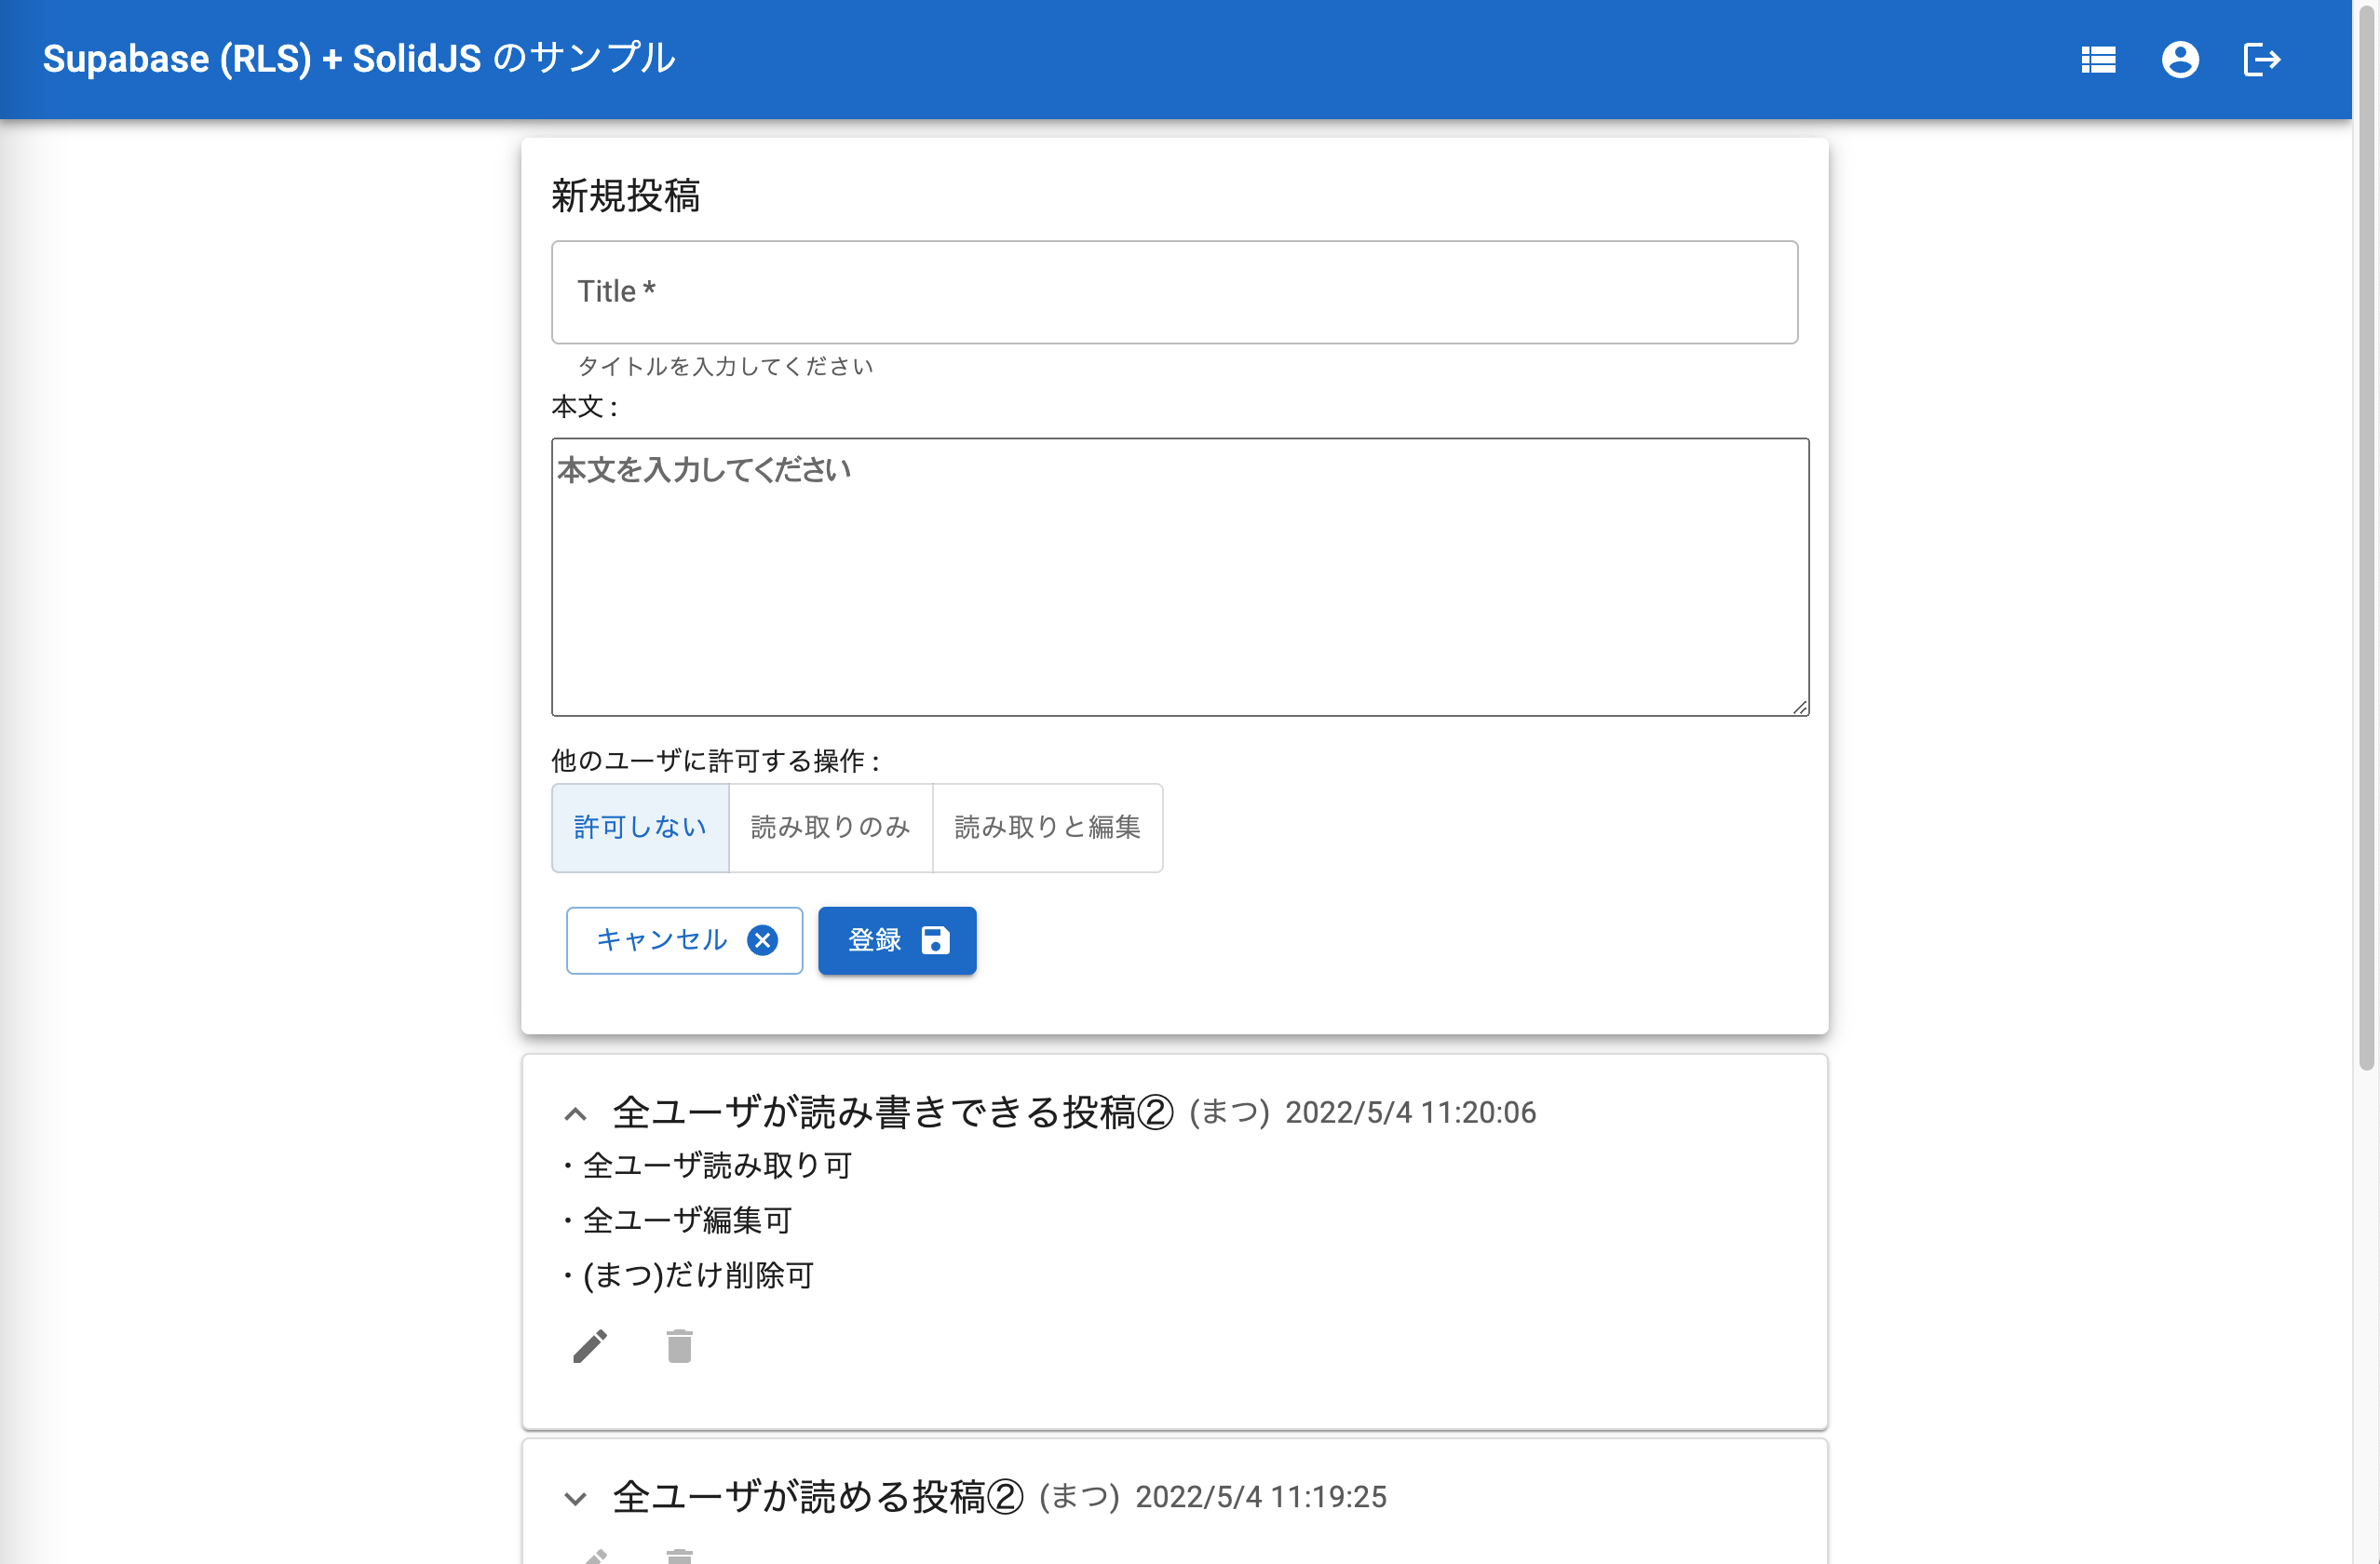 Supabase (RLS) + SolidJS のサンプル
新規投稿
Title *
タイトルを入力してください
本文 :
本文を入力してください
他のユーザに許可する操作 :
許可しない 読み取りのみ 読み取りと編集
キャンセル 登録
全ユーザが読み書きできる投稿② (まつ) 2022/5/4 11:20:06
・全ユーザ読み取り可
・全ユーザ編集可
・(まつ)だけ削除可
全ユーザが読める投稿② (まつ) 2022/5/4 11:19:25